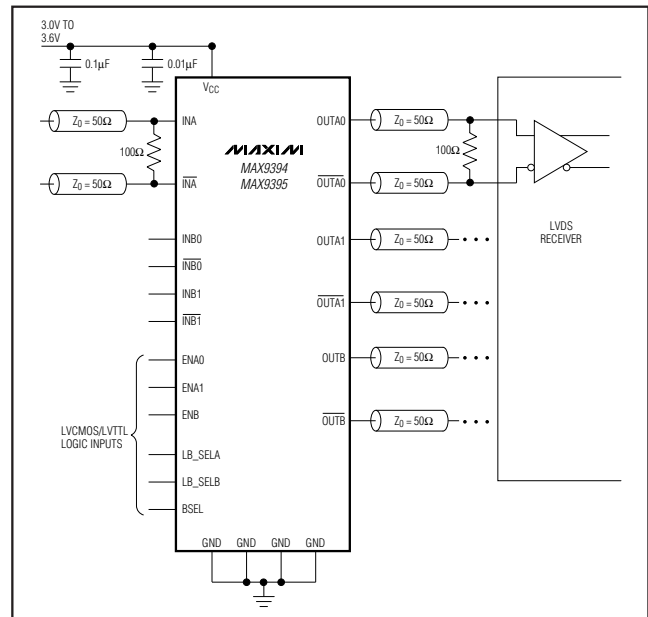 3.0V TO
3.6V
0.1µF
0.01µF
VCC
Z0 = 50Ω
INA
100Ω
Z0 = 50Ω
INA
INB0
INB0
INB1
INB1
ENA0
ENA1
ENB
LVCMOS/LVTTL
LOGIC INPUTS
LB_SELA
LB_SELB
BSEL
MAXIM
MAX9394
MAX9395
GND GND GND GND
OUTA0
Z0 = 50Ω
100Ω
OUTA0
Z0 = 50Ω
OUTA1
Z0 = 50Ω
OUTA1
Z0 = 50Ω
OUTB
Z0 = 50Ω
OUTB
Z0 = 50Ω
LVDS
RECEIVER